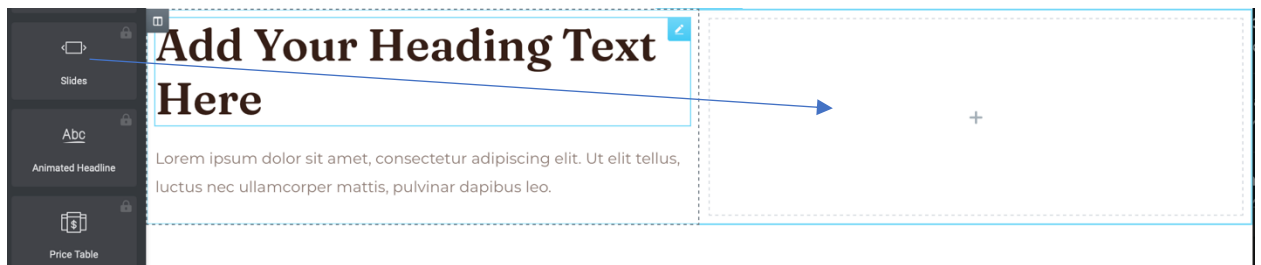 Slides
Abc
Animated Headline
$
Price Table
Add Your Heading Text
Here
Lorem ipsum dolor sit amet, consectetur adipiscing elit. Ut elit tellus,
luctus nec ullamcorper mattis, pulvinar dapibus leo.
+